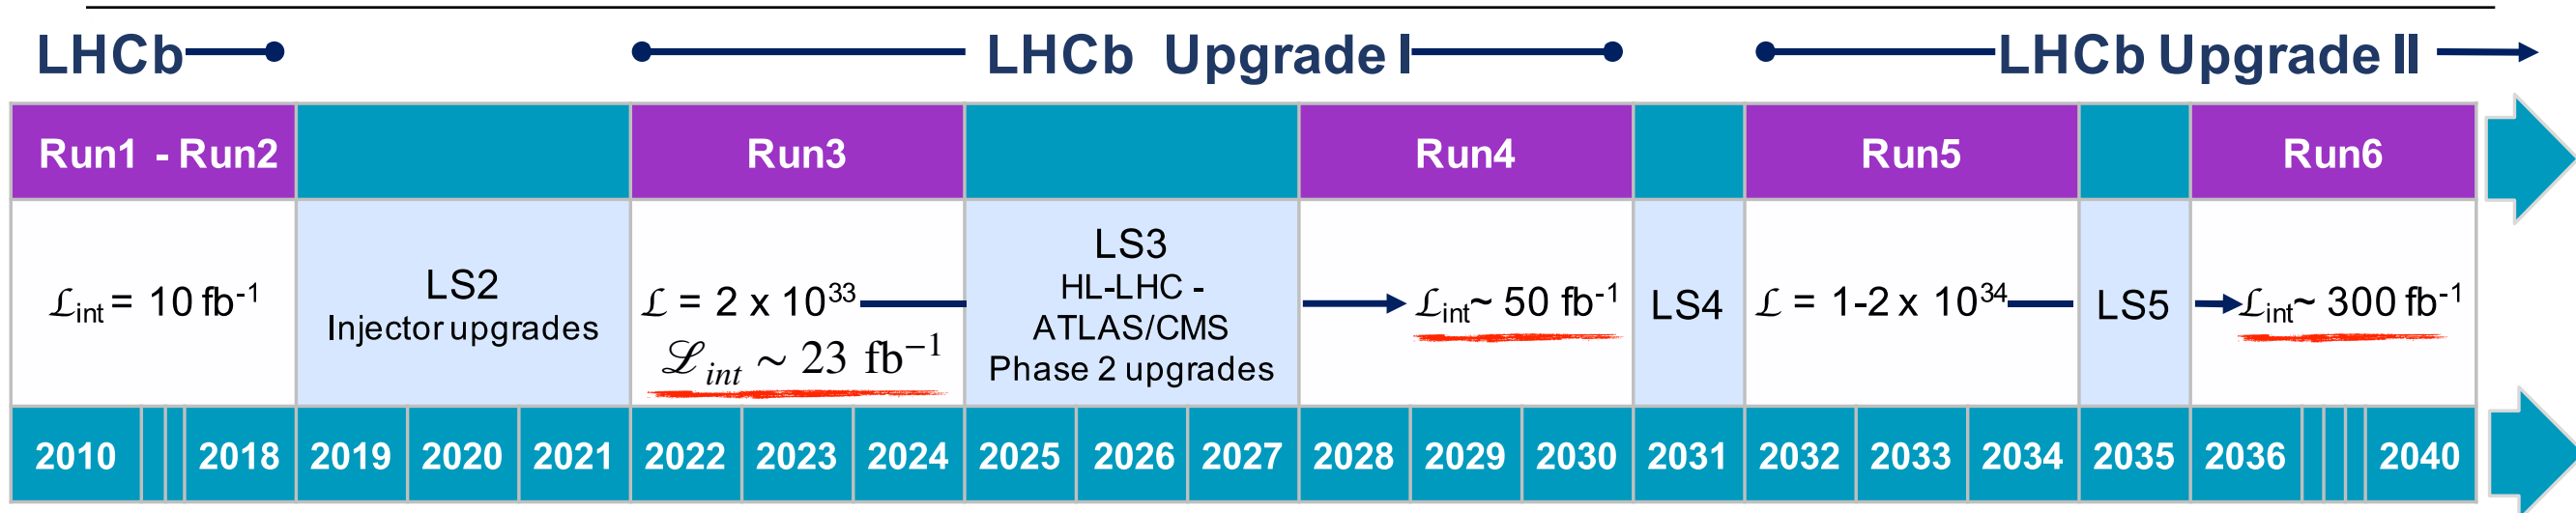 LHCb LHCb Upgrade I LHCb Upgrade II
Run1 - Run2 Run3 Run4 Run5 Run6
ℒint = 10 fb-1
LS2
Injector upgrades
ℒ = 2 x 10³³
ℒint ~ 23 fb⁻¹
LS3
HL-LHC -
ATLAS/CMS
Phase 2 upgrades
ℒint~ 50 fb-1
LS4
ℒ = 1-2 x 10³⁴
LS5
ℒint~ 300 fb-1
2010 2018 2019 2020 2021 2022 2023 2024 2025 2026 2027 2028 2029 2030 2031 2032 2033 2034 2035 2036 2040